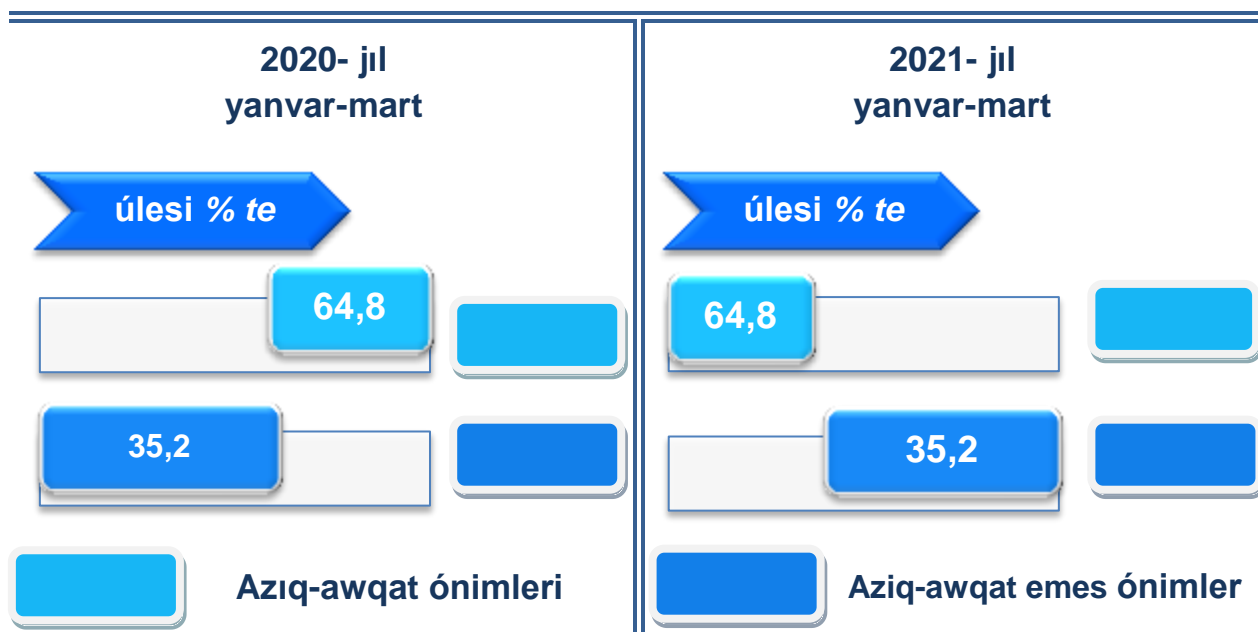 2020- jıl
yanvar-mart
úlesi % te
64,8
35,2
Azıq-awqat ónimleri
2021- jıl
yanvar-mart
úlesi % te
64,8
35,2
Aziq-awqat emes ónimler